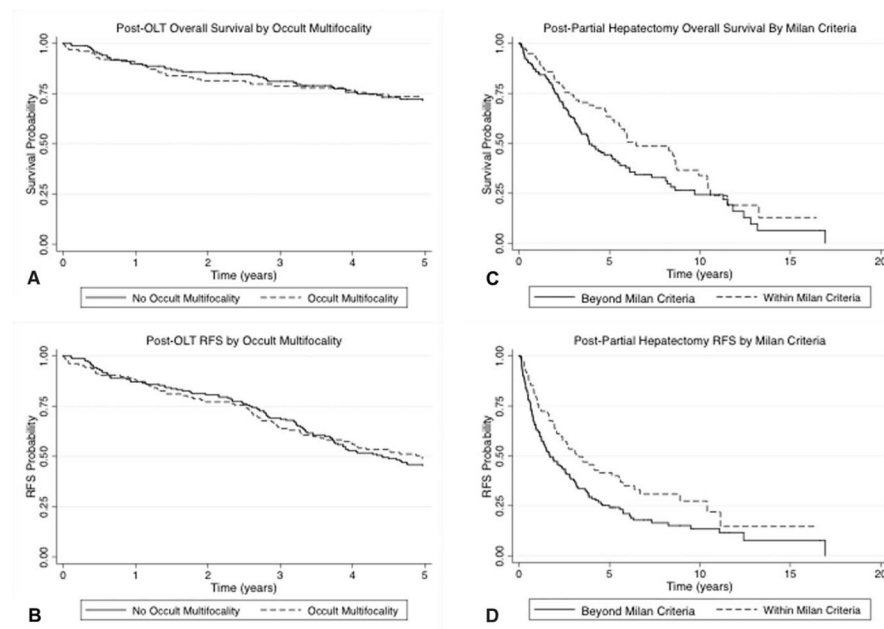 Post-OLT Overall Survival by Occult Multifocality
Survival Probability
1.00
0.75
0.50
0.25
0.00
0 1 2 3 4 5
Time (years)
A
No Occult Multifocality Occult Multifocality
Post-OLT RFS by Occult Multifocality
RFS Probability
1.00
0.75
0.50
0.25
0.00
0 1 2 3 4 5
Time (years)
B
No Occult Multifocality Occult Multifocality
Post-Partial Hepatectomy Overall Survival By Milan Criteria
Survival Probability
1.00
0.75
0.50
0.25
0.00
0 5 10 15 20
Time (years)
C
Beyond Milan Criteria Within Milan Criteria
Post-Partial Hepatectomy RFS by Milan Criteria
RFS Probability
1.00
0.75
0.50
0.25
0.00
0 5 10 15 20
Time (years)
D
Beyond Milan Criteria Within Milan Criteria